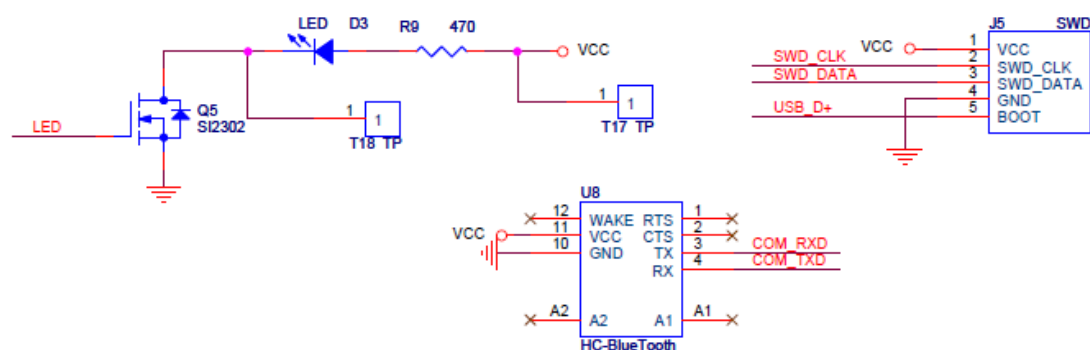 LED D3 R9 470
VCC
Q5
SI2302
LED
1 1
T18 TP
1 1
T17 TP
J5 SWD
VCC 1 VCC
SWD_CLK 2 SWD_CLK
SWD_DATA 3 SWD_DATA
4 GND
USB_D+ 5 BOOT
U8
12 WAKE RTS 1
VCC 11 VCC CTS 2
10 GND TX 3 COM_RXD
RX 4 COM_TXD
A2 A2 A1 A1
HC-BlueTooth